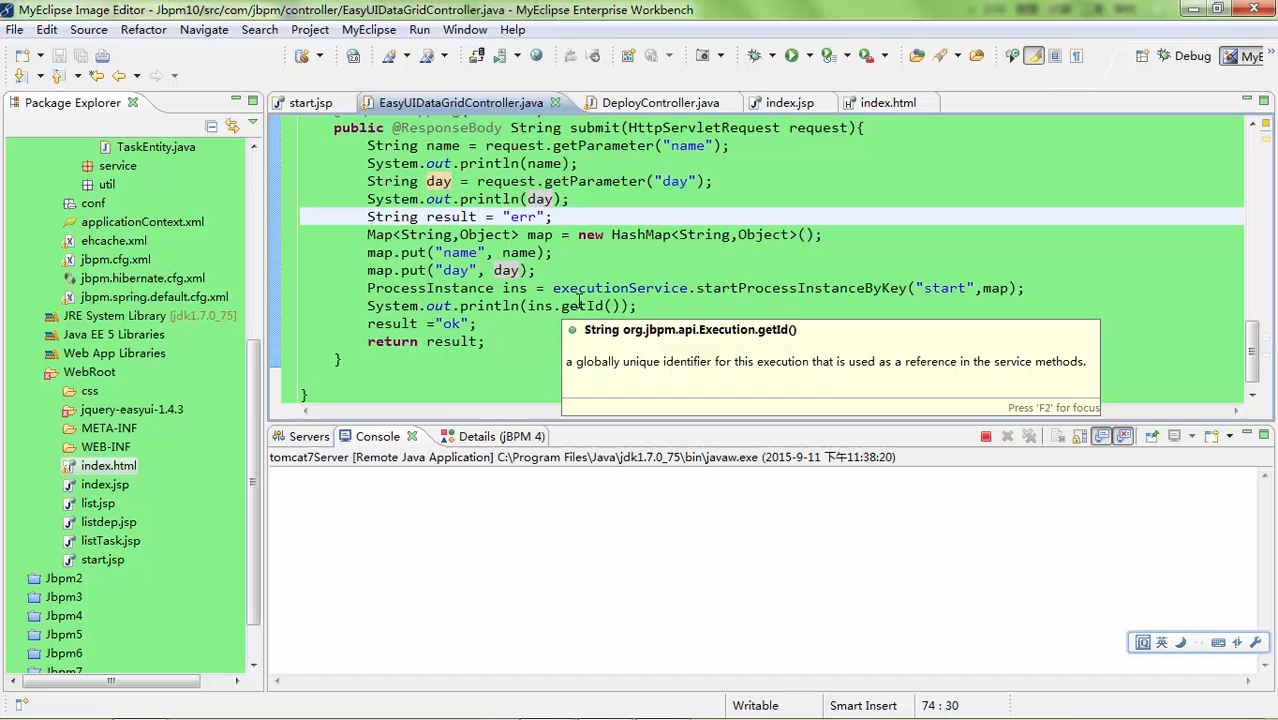 MyEclipse Image Editor - Jbpm10/src/com/jbpm/controller/EasyUIDataGridController.java - MyEclipse Enterprise Workbench
File Edit Source Refactor Navigate Search Project MyEclipse Run Window Help
Debug MyE
Package Explorer
start.jsp EasyUIDataGridController.java DeployController.java index.jsp index.html
TaskEntity.java
service
util
conf
applicationContext.xml
ehcache.xml
jbpm.cfg.xml
jbpm.hibernate.cfg.xml
jbpm.spring.default.cfg.xml
JRE System Library [jdk1.7.0_75]
Java EE 5 Libraries
Web App Libraries
WebRoot
css
jquery-easyui-1.4.3
META-INF
WEB-INF
index.html
index.jsp
list.jsp
listdep.jsp
listTask.jsp
start.jsp
Jbpm2
Jbpm3
Jbpm4
Jbpm5
Jbpm6
Jbpm7
public @ResponseBody String submit(HttpServletRequest request){
String name = request.getParameter("name");
System.out.println(name);
String day = request.getParameter("day");
System.out.println(day);
String result = "err";
Map<String,Object> map = new HashMap<String,Object>();
map.put("name", name);
map.put("day", day);
ProcessInstance ins = executionService.startProcessInstanceByKey("start",map);
System.out.println(ins.getId());
result ="ok";
return result;
}
}
String org.jbpm.api.Execution.getId()
a globally unique identifier for this execution that is used as a reference in the service methods.
Press 'F2' for focus
Servers Console Details (jBPM 4)
tomcat7Server [Remote Java Application] C:\Program Files\Java\jdk1.7.0_75\bin\javaw.exe (2015-9-11 下午11:38:20)
英
Writable Smart Insert 74 : 30